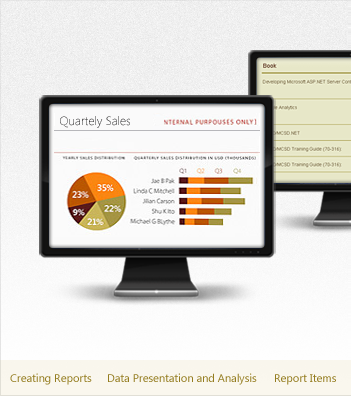 Book
Developing Microsoft ASP.NET Server Cont
Analytics
MCSD.NET
MCSD Training Guide (70-316)
MCSD Training Guide (70-316):
Quartely Sales
NTERNAL PURPOUSES ONLY!
YEARLY SALES DISTRIBUTION
QUARTERLY SALES DISTRIBUTION IN USD (THOUSANDS)
Q1 Q2 Q3 Q4
35%
23%
22%
9%
21%
Jae B Pak
Linda C Mitchell
Jillian Carson
Shu K Ito
Michael G BLythe
Creating Reports
Data Presentation and Analysis
Report Items